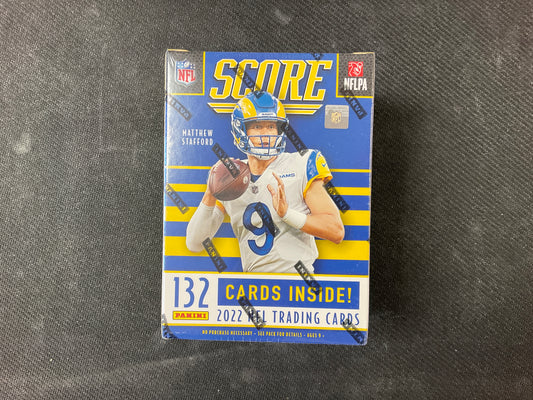 NFL
SCORE
NFLPA
MATTHEW
STAFFORD
RAMS
9
132 CARDS INSIDE!
PANINI 2022 NFL TRADING CARDS
NO PURCHASE NECESSARY - SEE PACK FOR DETAILS - AGES 9+